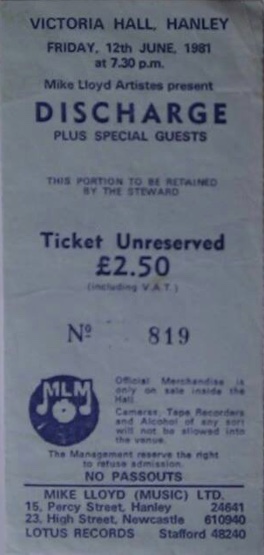 VICTORIA HALL, HANLEY
FRIDAY, 12th JUNE, 1981
at 7.30 p.m.
Mike Lloyd Artistes present
DISCHARGE
PLUS SPECIAL GUESTS
THIS PORTION TO BE RETAINED
BY THE STEWARD
Ticket Unreserved
£2.50
(including V.A.T.)
Nº 819
MLM
Official Merchandise is
only on sale inside the
Hall.
Cameras, Tape Recorders
and Alcohol of any sort
will not be allowed into
the venue.
The Management reserve the right
to refuse admission.
NO PASSOUTS
MIKE LLOYD (MUSIC) LTD.
15, Percy Street, Hanley 24641
23, High Street, Newcastle 610940
LOTUS RECORDS Stafford 48240